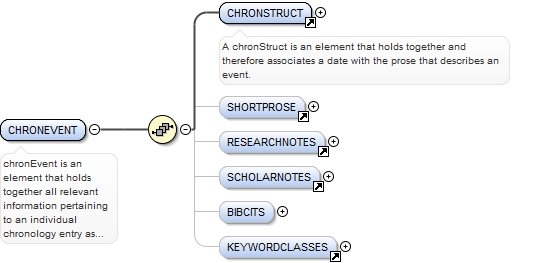 CHRONSTRUCT
A chronStruct is an element that holds together and
therefore associates a date with the prose that describes an
event.
SHORTPROSE
CHRONEVENT
RESEARCHNOTES
chronEvent is an
element that holds
together all relevant
information pertaining
to an individual
chronology entry as...
SCHOLARNOTES
BIBCITS
KEYWORDCLASSES